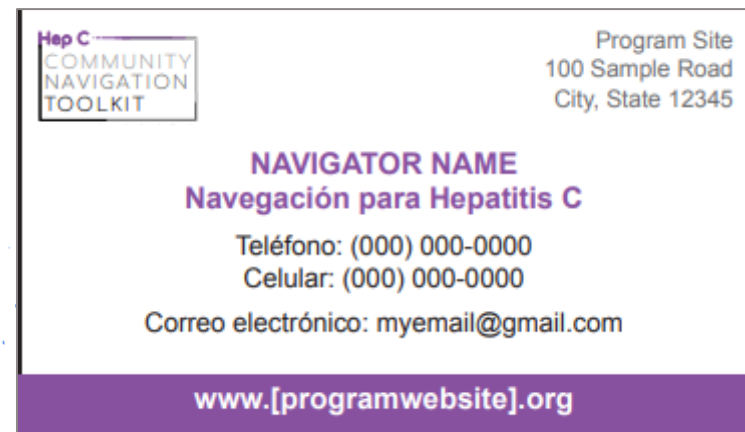 Hep C
COMMUNITY
NAVIGATION
TOOLKIT
Program Site
100 Sample Road
City, State 12345
NAVIGATOR NAME
Navegación para Hepatitis C
Teléfono: (000) 000-0000
Celular: (000) 000-0000
Correo electrónico: myemail@gmail.com
www.[programwebsite].org